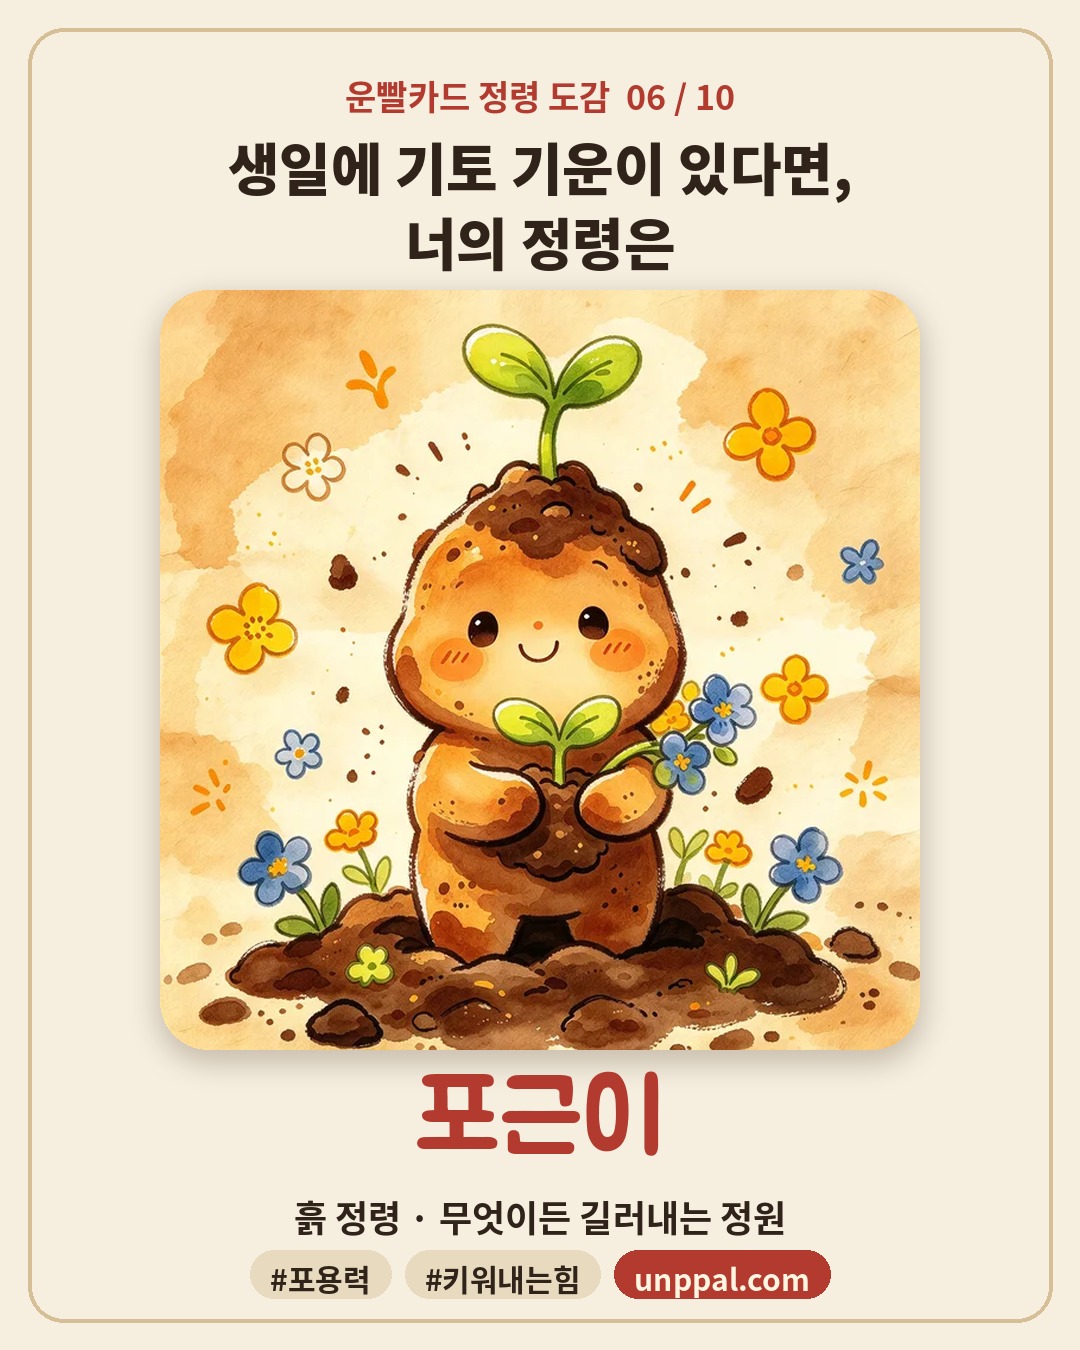 운빨카드 정령 도감 06 / 10
생일에 기토 기운이 있다면,
너의 정령은
포근이
흙 정령 · 무엇이든 길러내는 정원
#포용력 #키워내는힘 unppal.com